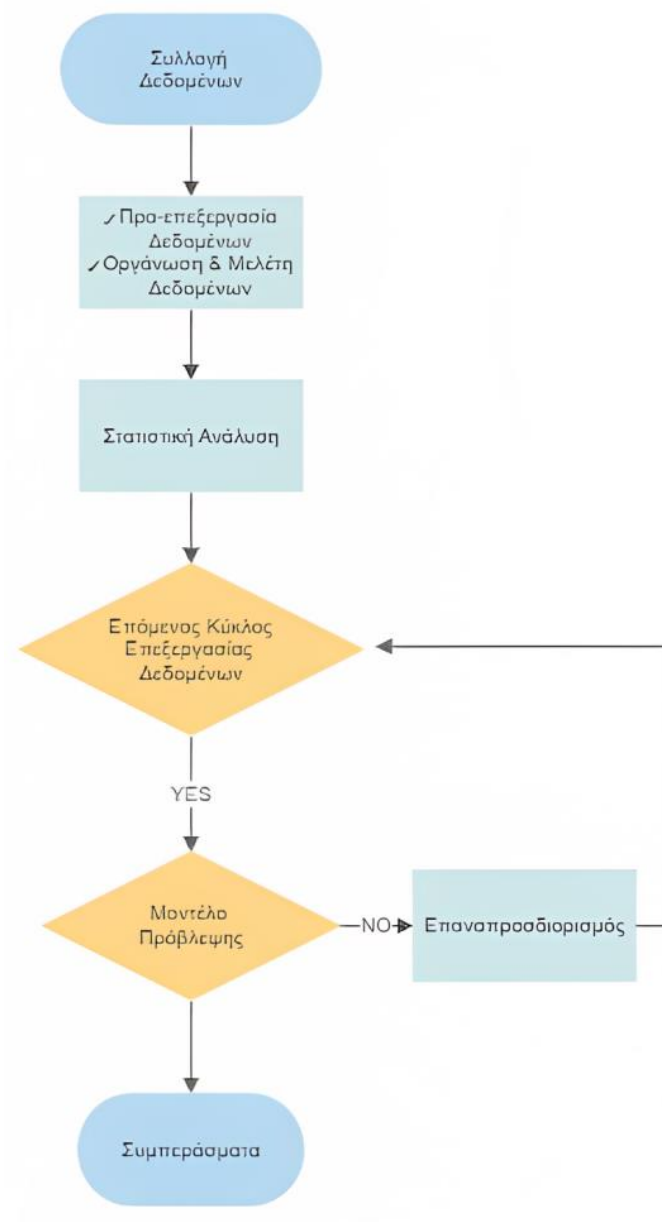 Συλλογή
Δεδομένων
✓Πρα-επεξεργασία
Δεδομένων
✓Οργάνωση & Μελέτη
Δεδομένων
Στατιστική Ανάλυση
Επόμενος Κύκλος
Επεξεργασίας
Δεδομένων
YES
Μοντέλο
Πρόβλεψης
NO
Επαναπροσδιορισμός
Συμπεράσματα